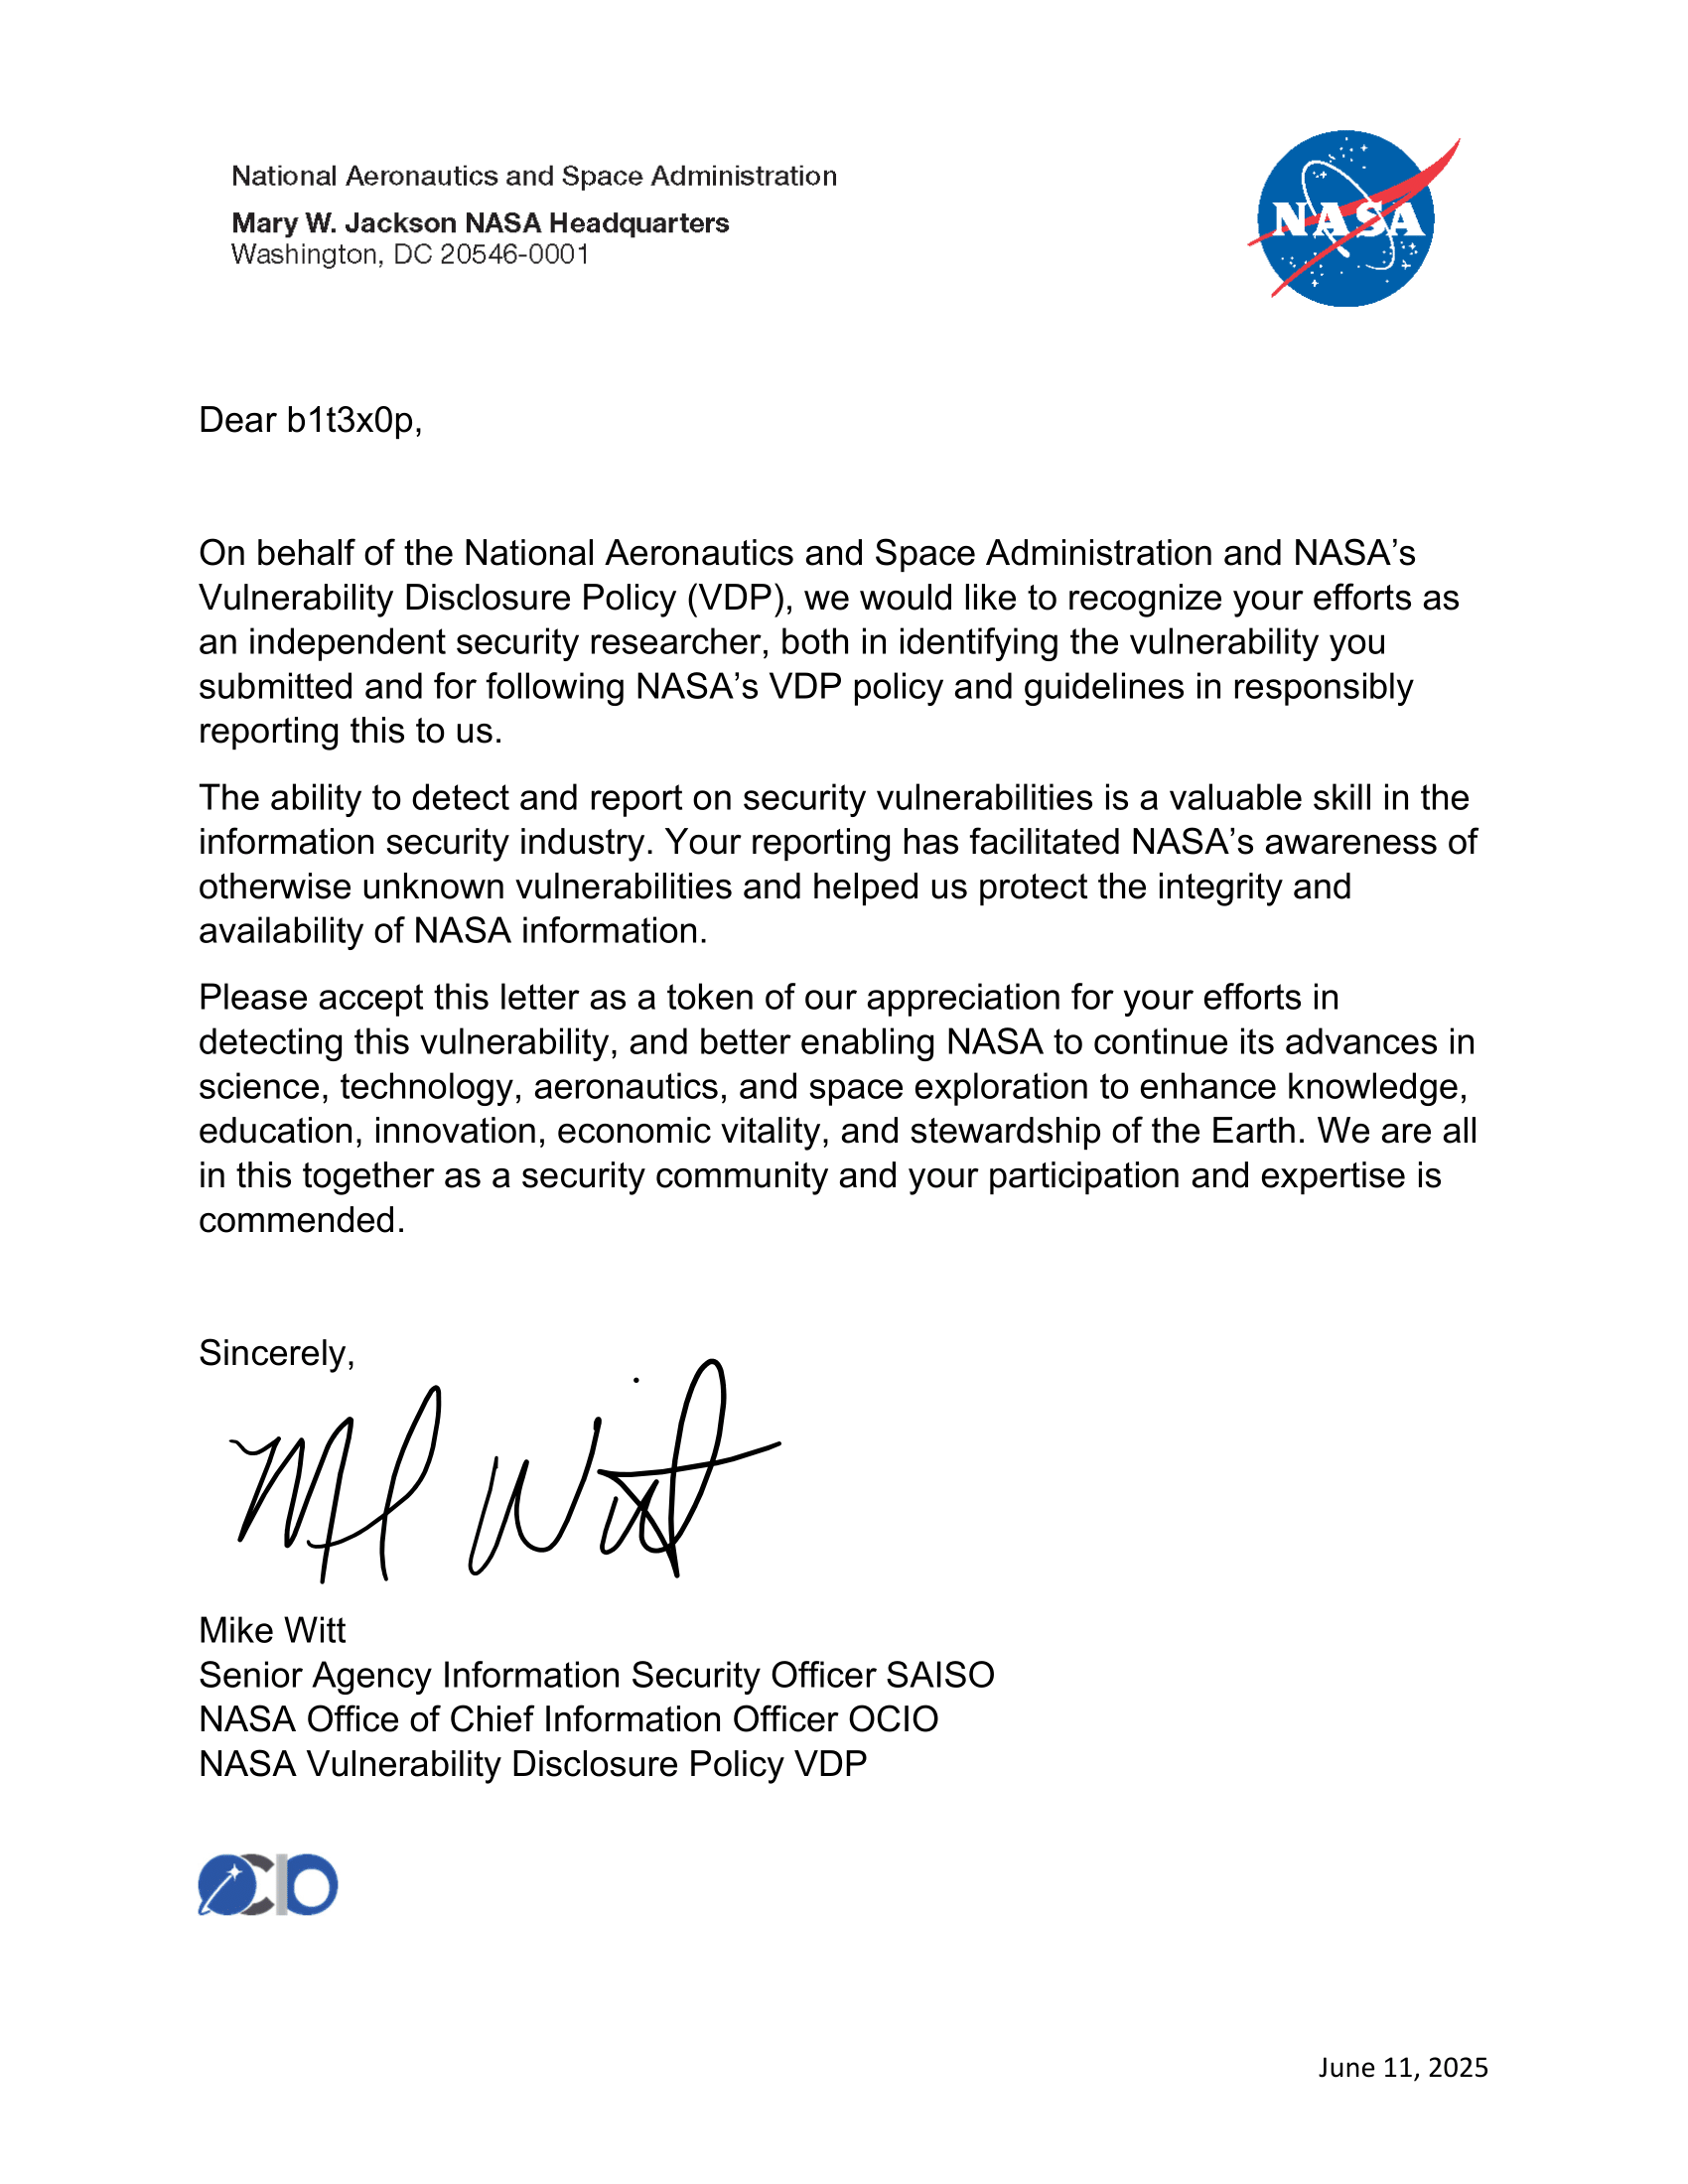 National Aeronautics and Space Administration
Mary W. Jackson NASA Headquarters
Washington, DC 20546-0001
NASA
Dear b1t3x0p,
On behalf of the National Aeronautics and Space Administration and NASA’s
Vulnerability Disclosure Policy (VDP), we would like to recognize your efforts as
an independent security researcher, both in identifying the vulnerability you
submitted and for following NASA’s VDP policy and guidelines in responsibly
reporting this to us.
The ability to detect and report on security vulnerabilities is a valuable skill in the
information security industry. Your reporting has facilitated NASA’s awareness of
otherwise unknown vulnerabilities and helped us protect the integrity and
availability of NASA information.
Please accept this letter as a token of our appreciation for your efforts in
detecting this vulnerability, and better enabling NASA to continue its advances in
science, technology, aeronautics, and space exploration to enhance knowledge,
education, innovation, economic vitality, and stewardship of the Earth. We are all
in this together as a security community and your participation and expertise is
commended.
Sincerely,
Mike Witt
Senior Agency Information Security Officer SAISO
NASA Office of Chief Information Officer OCIO
NASA Vulnerability Disclosure Policy VDP
OCIO
June 11, 2025